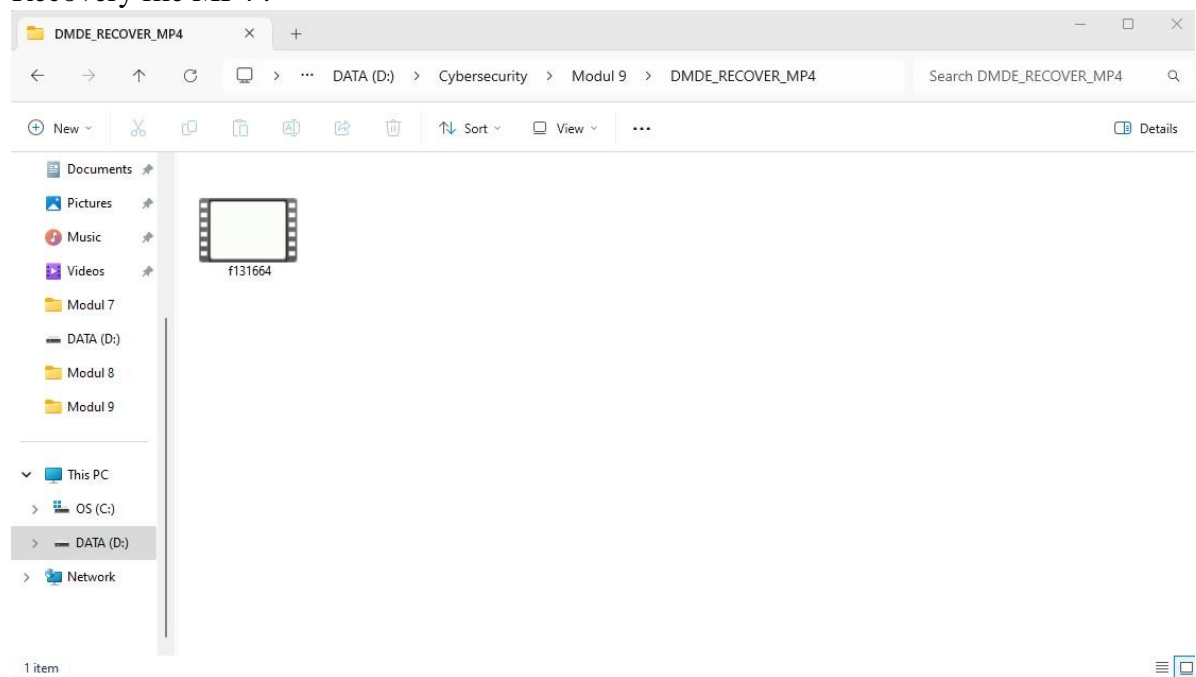 DMDE_RECOVER_MP4
DATA (D:) > Cybersecurity > Modul 9 > DMDE_RECOVER_MP4
Search DMDE_RECOVER_MP4
New
Sort
View
Details
Documents
Pictures
Music
Videos
Modul 7
DATA (D:)
Modul 8
Modul 9
This PC
OS (C:)
DATA (D:)
Network
f131664
1 item